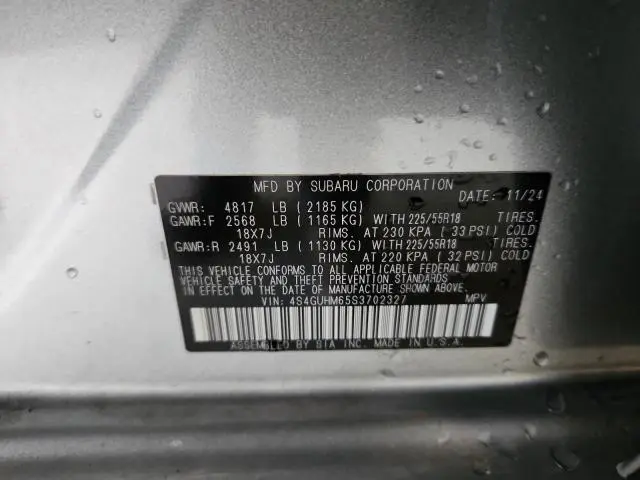 MFD BY SUBARU CORPORATION DATE: 11/24
GVWR: 4817 LB (2185 KG)
GAWR:F 2568 LB (1165 KG) WITH 225/55R18 TIRES.
18X7J RIMS. AT 230 KPA (33 PSI) COLD
GAWR:R 2491 LB (1130 KG) WITH 225/55R18 TIRES.
18X7J RIMS. AT 220 KPA (32 PSI) COLD
THIS VEHICLE CONFORMS TO ALL APPLICABLE FEDERAL MOTOR
VEHICLE SAFETY AND THEFT PREVENTION STANDARDS
IN EFFECT ON THE DATE OF MANUFACTURE SHOWN ABOVE.
VIN: 4S4GUHM65S3702327 MPV
ASSEMBLED BY SIA INC. MADE IN U.S.A.